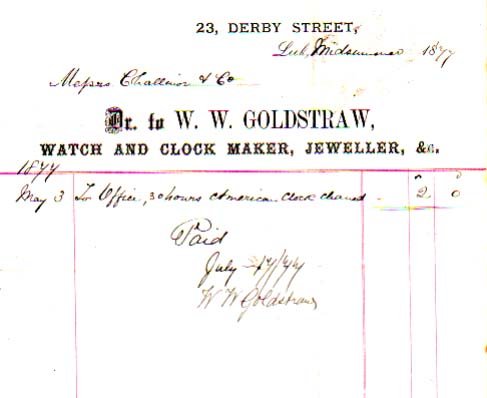 23, DERBY STREET,
Leek, Midsummer 1877
Messrs Challinor & Co
Dr. to W. W. GOLDSTRAW,
WATCH AND CLOCK MAKER, JEWELLER, &c.
1877
May 3 To Office, 30 hours American Clock cleaned - 2 0
Paid
July 17/77
W W Goldstraw